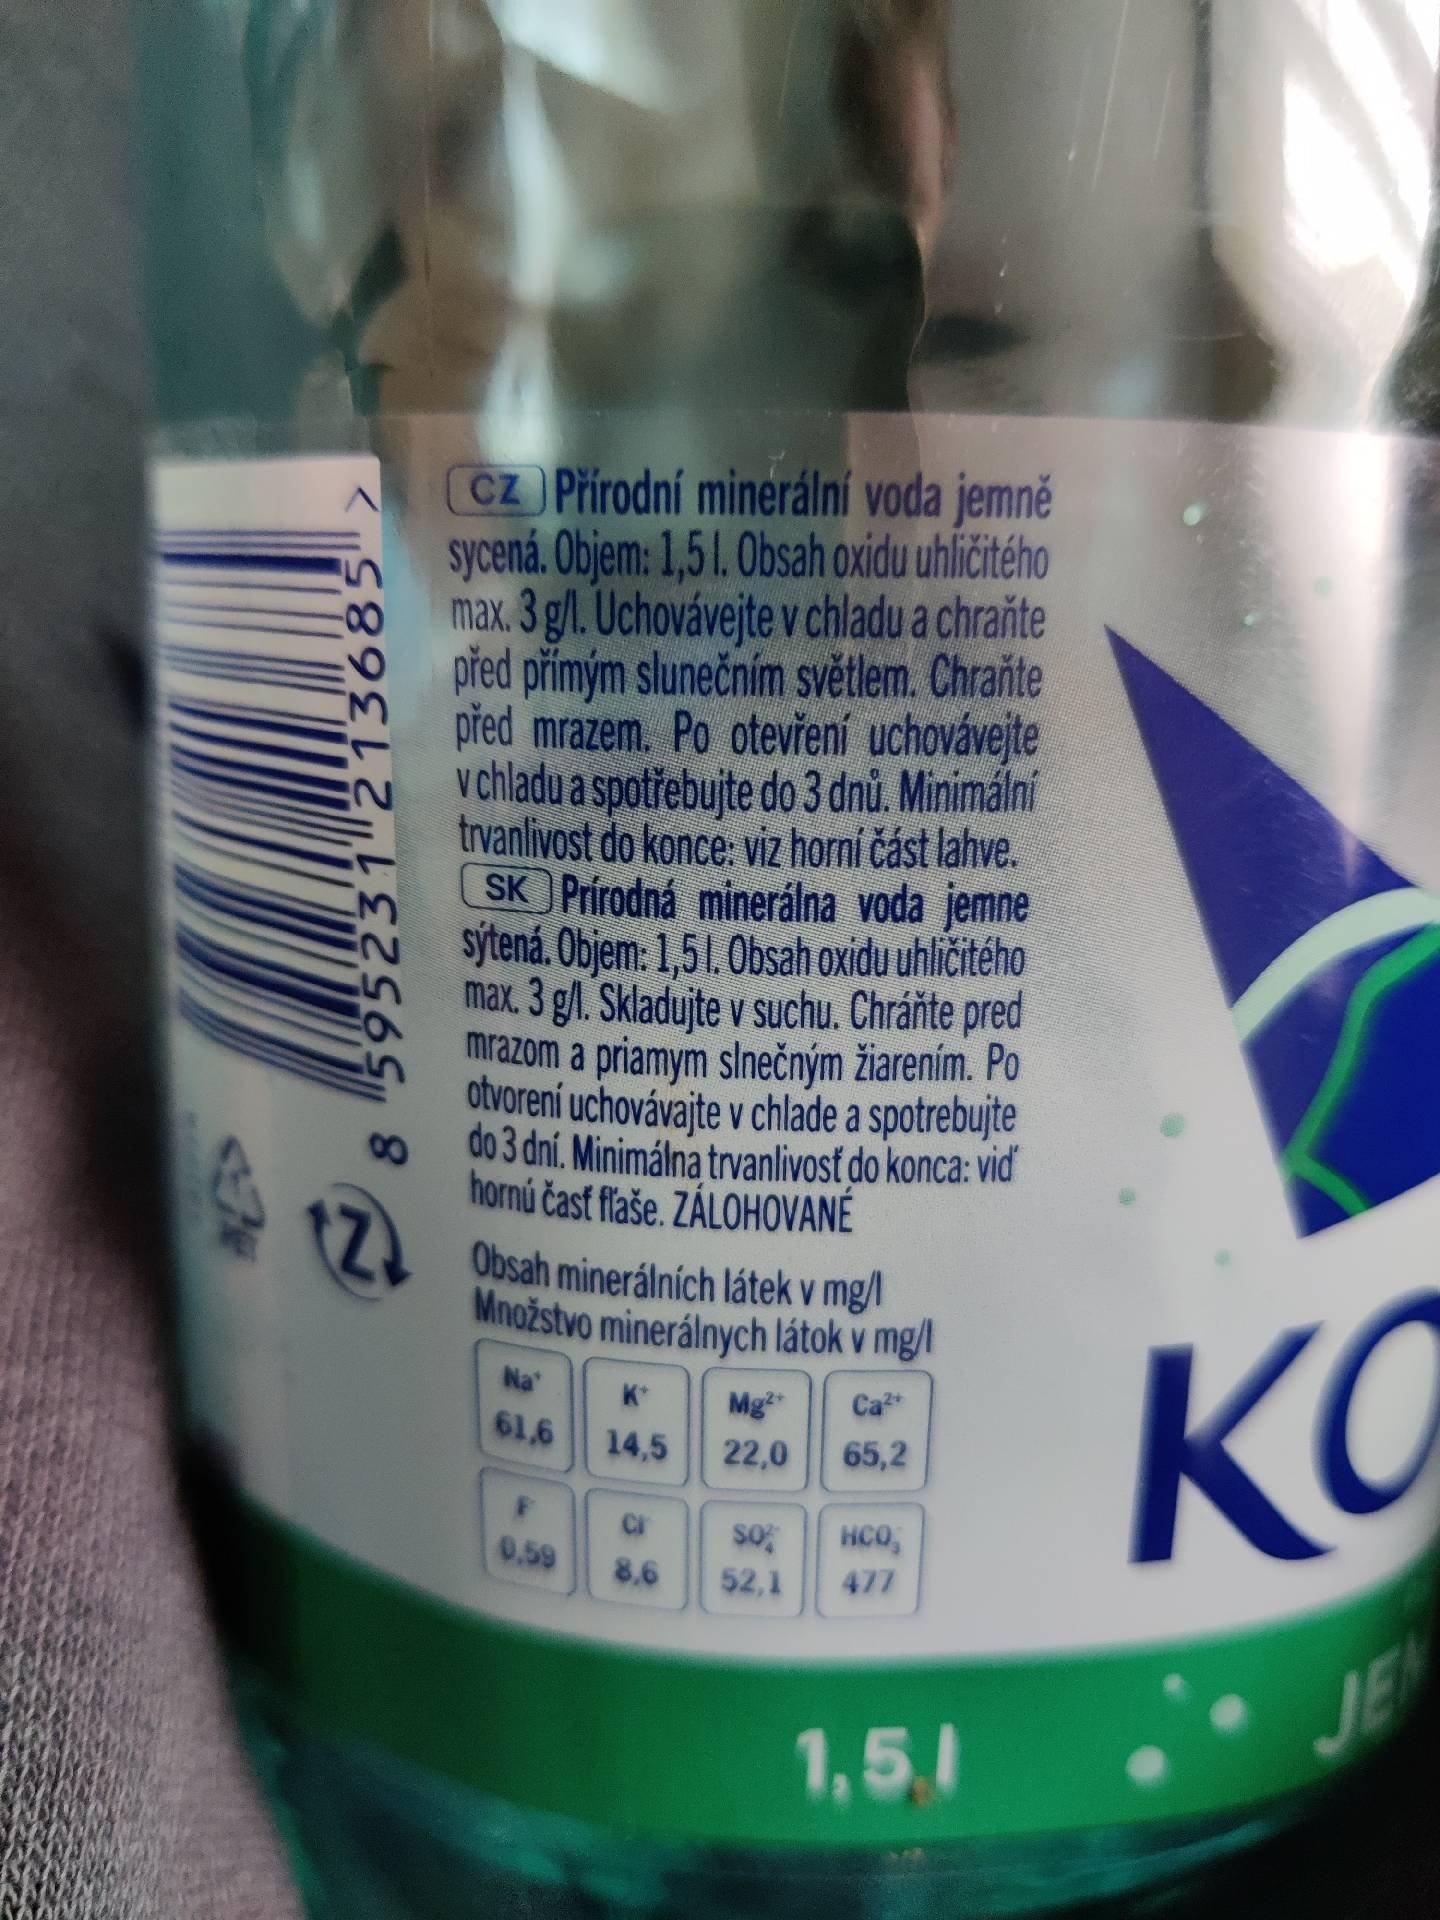 8 595231 213685 >
CZ Přírodní minerální voda jemně
sycená. Objem: 1,5 l. Obsah oxidu uhličitého
max. 3 g/l. Uchovávejte v chladu a chraňte
před přímým slunečním světlem. Chraňte
před mrazem. Po otevření uchovávejte
v chladu a spotřebujte do 3 dnů. Minimální
trvanlivost do konce: viz horní část lahve.
SK Prírodná minerálna voda jemne
sýtená. Objem: 1,5 l. Obsah oxidu uhličitého
max. 3 g/l. Skladujte v suchu. Chráňte pred
mrazom a priamym slnečným žiarením. Po
otvorení uchovávajte v chlade a spotrebujte
do 3 dní. Minimálna trvanlivosť do konca: viď
hornú časť fľaše. ZÁLOHOVANÉ
Z
Obsah minerálních látek v mg/l
Množstvo minerálnych látok v mg/l
Na⁺ K⁺ Mg²⁺ Ca²⁺
61,6 14,5 22,0 65,2
F⁻ Cl⁻ SO₄²⁻ HCO₃⁻
0,59 8,6 52,1 477
KO
1,5 l
JEM